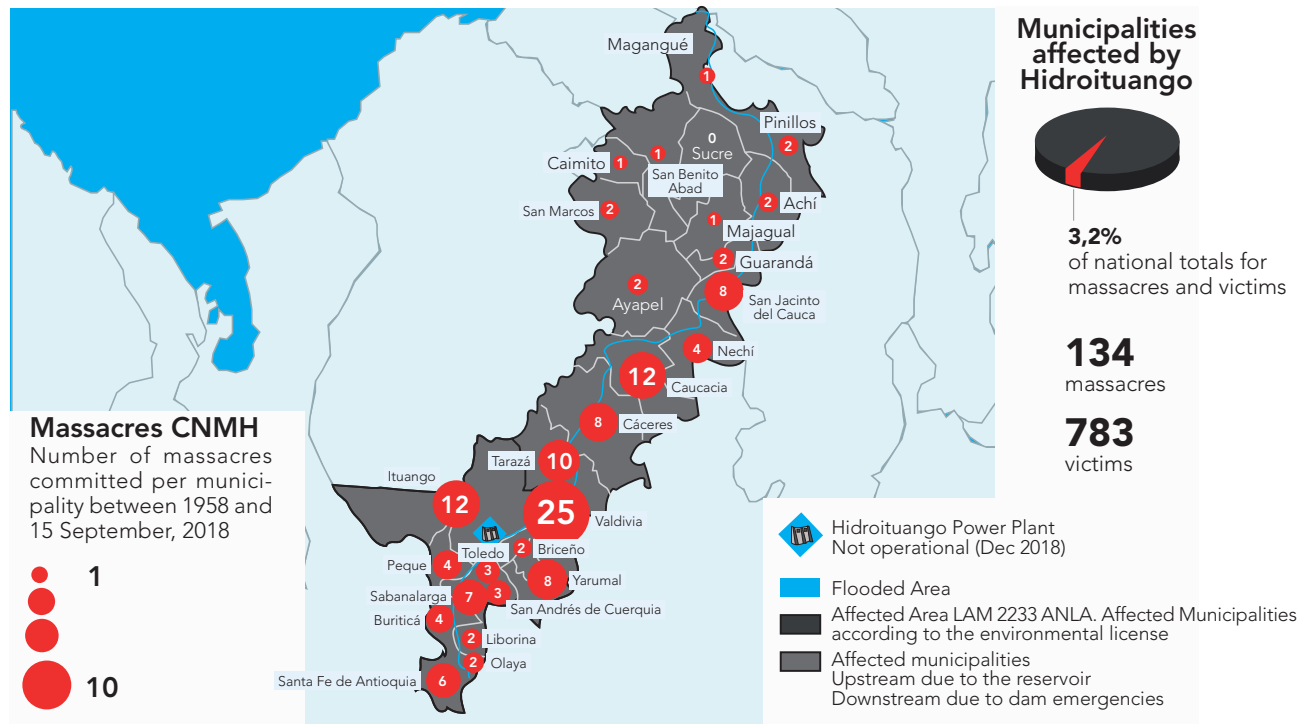 Magangué
1
Pinillos
2
0
Sucre
Caimito
1
1
San Benito
Abad
San Marcos
2
2
Achí
1
Majagual
2
Guarandá
2
Ayapel
8
San Jacinto
del Cauca
4
Nechí
12
Caucacia
8
Cáceres
Tarazá
10
Ituango
12
25
Valdivia
2
Briceño
Toledo
3
Peque
4
8
Yarumal
Sabanalarga
7
3
San Andrés de Cuerquia
Buriticá
4
2
Liborina
2
Olaya
Santa Fe de Antioquia
6
Municipalities
affected by
Hidroituango
3,2%
of national totals for
massacres and victims
134
massacres
783
victims
Massacres CNMH
Number of massacres
committed per munici-
pality between 1958 and
15 September, 2018
1
10
Hidroituango Power Plant
Not operational (Dec 2018)
Flooded Area
Affected Area LAM 2233 ANLA. Affected Municipalities
according to the environmental license
Affected municipalities
Upstream due to the reservoir
Downstream due to dam emergencies